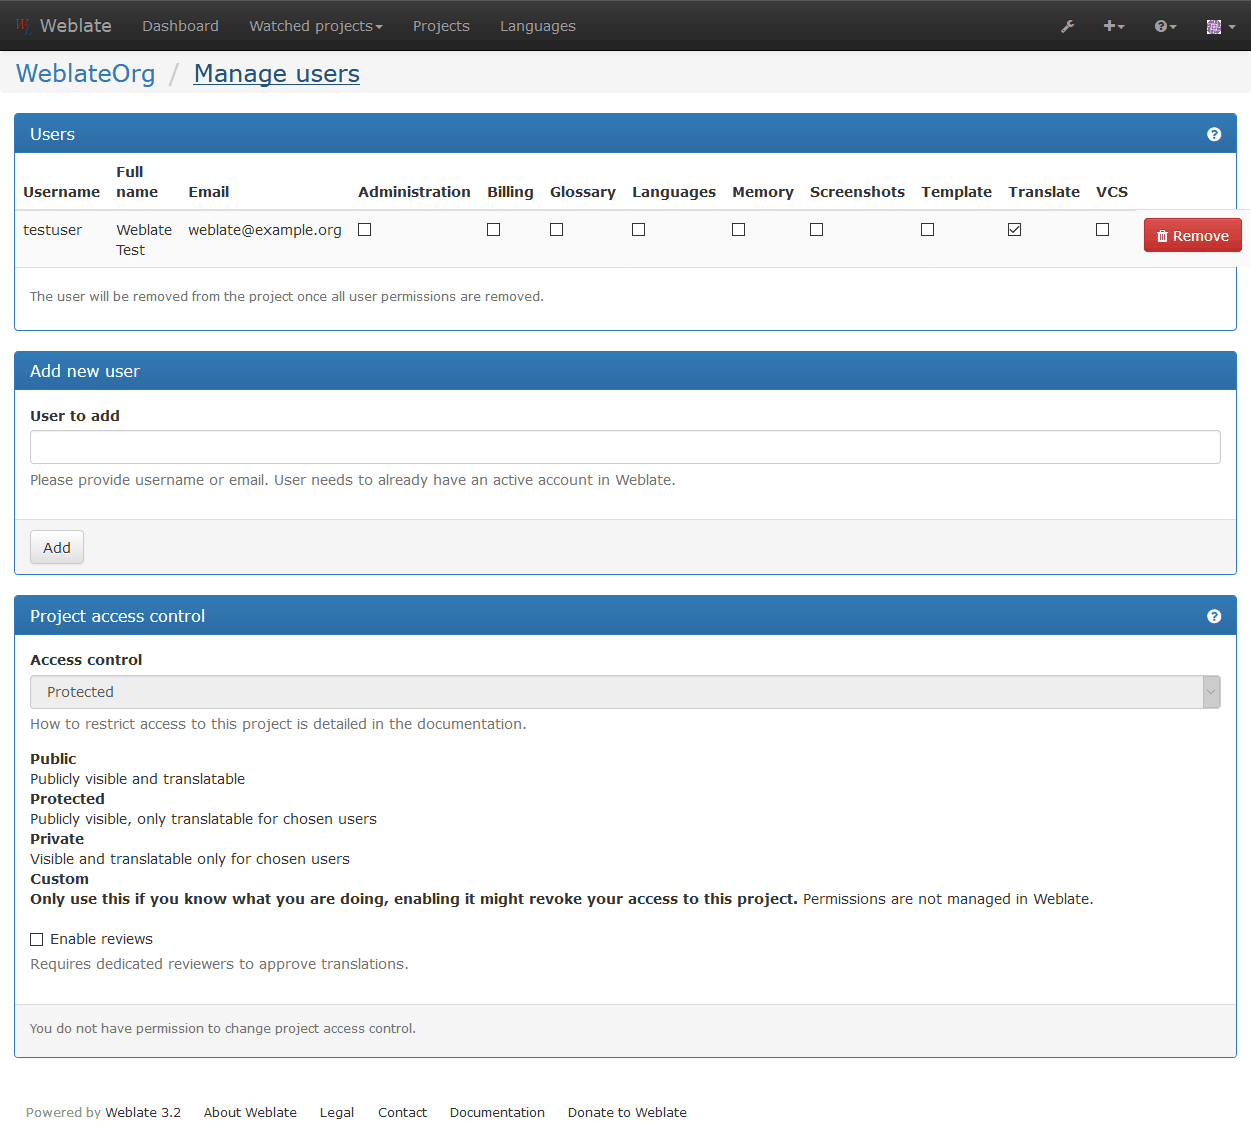 Weblate Dashboard Watched projects Projects Languages
WeblateOrg / Manage users
Users
Username Full name Email Administration Billing Glossary Languages Memory Screenshots Template Translate VCS
testuser Weblate Test weblate@example.org Remove
The user will be removed from the project once all user permissions are removed.
Add new user
User to add
Please provide username or email. User needs to already have an active account in Weblate.
Add
Project access control
Access control
Protected
How to restrict access to this project is detailed in the documentation.
Public
Publicly visible and translatable
Protected
Publicly visible, only translatable for chosen users
Private
Visible and translatable only for chosen users
Custom
Only use this if you know what you are doing, enabling it might revoke your access to this project. Permissions are not managed in Weblate.
Enable reviews
Requires dedicated reviewers to approve translations.
You do not have permission to change project access control.
Powered by Weblate 3.2 About Weblate Legal Contact Documentation Donate to Weblate